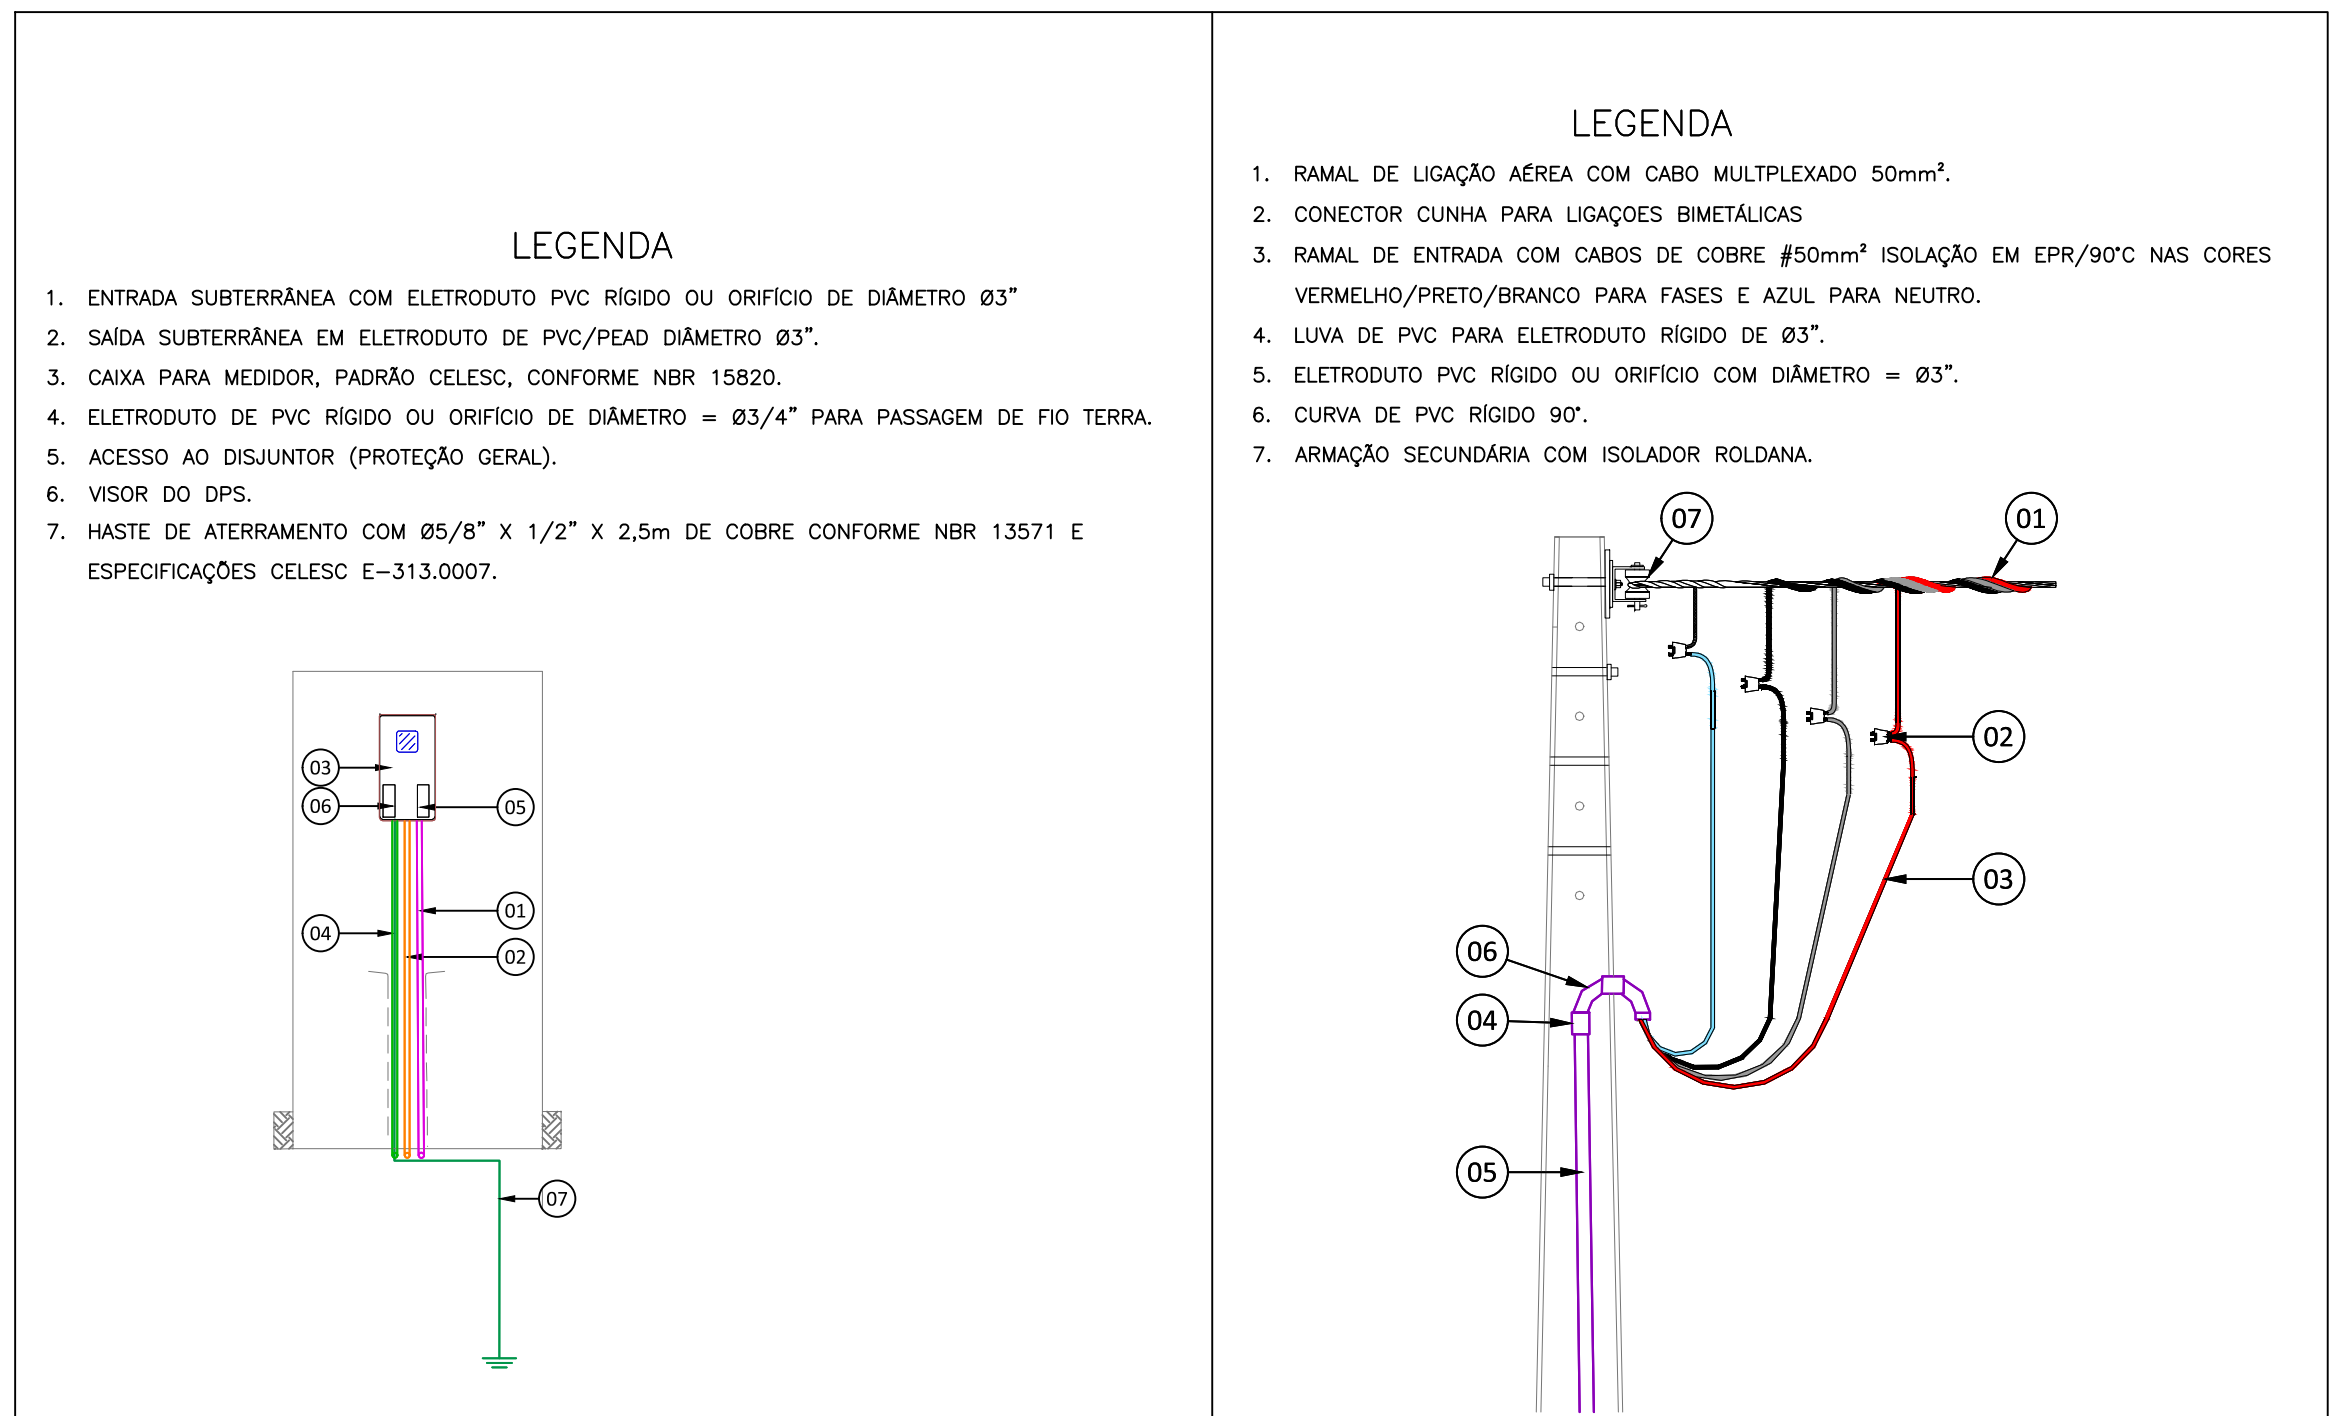 LEGENDA
1. ENTRADA SUBTERRÂNEA COM ELETRODUTO PVC RÍGIDO OU ORIFÍCIO DE DIÂMETRO Ø3"
2. SAÍDA SUBTERRÂNEA EM ELETRODUTO DE PVC/PEAD DIÂMETRO Ø3".
3. CAIXA PARA MEDIDOR, PADRÃO CELESC, CONFORME NBR 15820.
4. ELETRODUTO DE PVC RÍGIDO OU ORIFÍCIO DE DIÂMETRO = Ø3/4" PARA PASSAGEM DE FIO TERRA.
5. ACESSO AO DISJUNTOR (PROTEÇÃO GERAL).
6. VISOR DO DPS.
7. HASTE DE ATERRAMENTO COM Ø5/8" X 1/2" X 2,5m DE COBRE CONFORME NBR 13571 E
ESPECIFICAÇÕES CELESC E-313.0007.
03
06
05
01
04
02
07
LEGENDA
1. RAMAL DE LIGAÇÃO AÉREA COM CABO MULTPLEXADO 50mm².
2. CONECTOR CUNHA PARA LIGAÇOES BIMETÁLICAS
3. RAMAL DE ENTRADA COM CABOS DE COBRE #50mm² ISOLAÇÃO EM EPR/90°C NAS CORES
VERMELHO/PRETO/BRANCO PARA FASES E AZUL PARA NEUTRO.
4. LUVA DE PVC PARA ELETRODUTO RÍGIDO DE Ø3".
5. ELETRODUTO PVC RÍGIDO OU ORIFÍCIO COM DIÂMETRO = Ø3".
6. CURVA DE PVC RÍGIDO 90°.
7. ARMAÇÃO SECUNDÁRIA COM ISOLADOR ROLDANA.
07
01
02
03
06
04
05